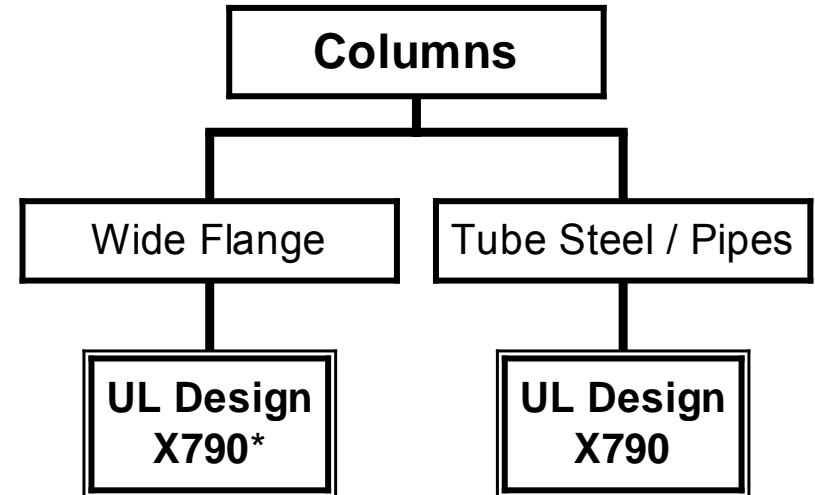 Columns
Wide Flange
Tube Steel / Pipes
UL Design
X790*
UL Design
X790